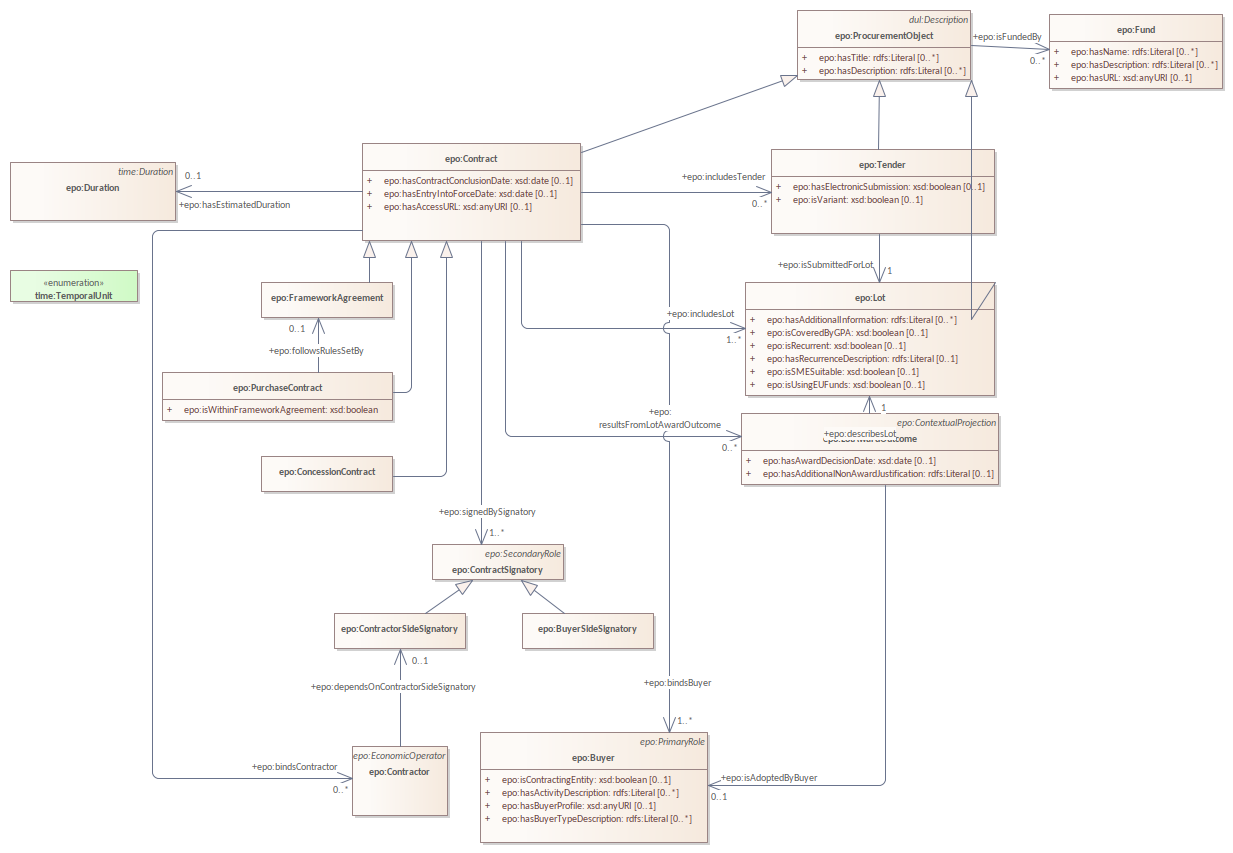 dul:Description
epo:ProcurementObject
+ epo:hasTitle: rdfs:Literal [0..*]
+ epo:hasDescription: rdfs:Literal [0..*]
+epo:isFundedBy
0..*
epo:Fund
+ epo:hasName: rdfs:Literal [0..*]
+ epo:hasDescription: rdfs:Literal [0..*]
+ epo:hasURL: xsd:anyURI [0..1]
time:Duration
epo:Duration
0..1
+epo:hasEstimatedDuration
epo:Contract
+ epo:hasContractConclusionDate: xsd:date [0..1]
+ epo:hasEntryIntoForceDate: xsd:date [0..1]
+ epo:hasAccessURL: xsd:anyURI [0..1]
+epo:includesTender
0..*
epo:Tender
+ epo:hasElectronicSubmission: xsd:boolean [0..1]
+ epo:isVariant: xsd:boolean [0..1]
+epo:isSubmittedForLot
1
«enumeration»
time:TemporalUnit
epo:FrameworkAgreement
0..1
+epo:followsRulesSetBy
epo:PurchaseContract
+ epo:isWithinFrameworkAgreement: xsd:boolean
epo:ConcessionContract
+epo:includesLot
1..*
epo:Lot
+ epo:hasAdditionalInformation: rdfs:Literal [0..*]
+ epo:isCoveredByGPA: xsd:boolean [0..1]
+ epo:isRecurrent: xsd:boolean [0..1]
+ epo:hasRecurrenceDescription: rdfs:Literal [0..1]
+ epo:isSMESuitable: xsd:boolean [0..1]
+ epo:isUsingEUFunds: xsd:boolean [0..1]
+epo:
resultsFromLotAwardOutcome
0..*
1
epo:ContextualProjection
+epo:describesLot
+ epo:hasAwardDecisionDate: xsd:date [0..1]
+ epo:hasAdditionalNonAwardJustification: rdfs:Literal [0..1]
+epo:signedBySignatory
1..*
epo:SecondaryRole
epo:ContractSignatory
epo:ContractorSideSignatory
epo:BuyerSideSignatory
0..1
+epo:dependsOnContractorSideSignatory
+epo:bindsBuyer
1..*
+epo:bindsContractor
0..*
epo:EconomicOperator
epo:Contractor
epo:PrimaryRole
epo:Buyer
+ epo:isContractingEntity: xsd:boolean [0..1]
+ epo:hasActivityDescription: rdfs:Literal [0..*]
+ epo:hasBuyerProfile: xsd:anyURI [0..1]
+ epo:hasBuyerTypeDescription: rdfs:Literal [0..*]
+epo:isAdoptedByBuyer
0..1